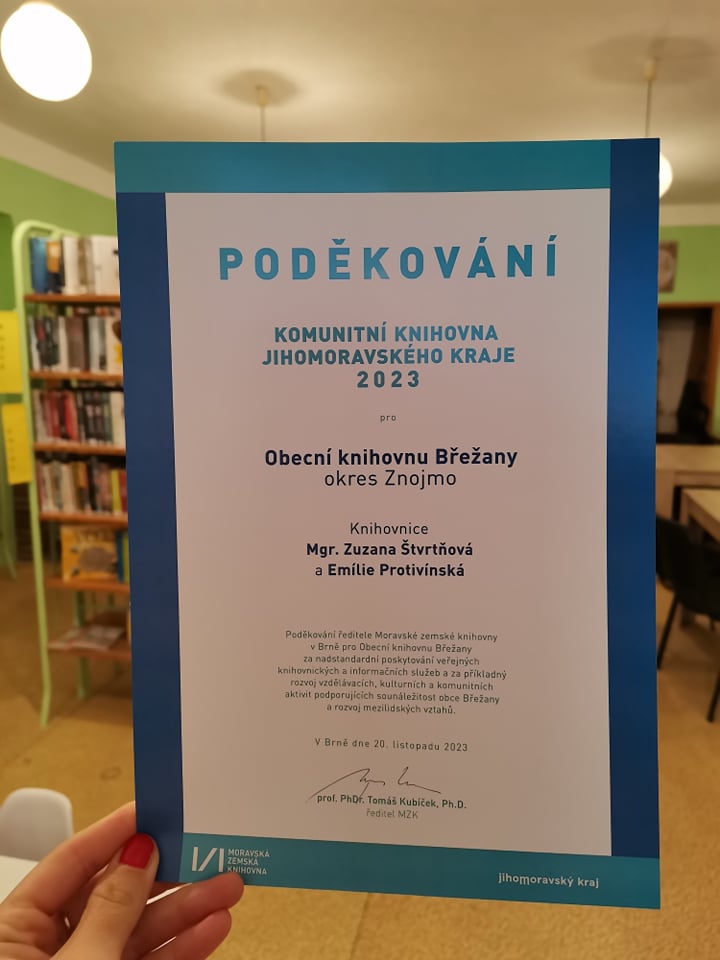 PODĚKOVÁNÍ
KOMUNITNÍ KNIHOVNA
JIHOMORAVSKÉHO KRAJE
2023
pro
Obecní knihovnu Břežany
okres Znojmo
Knihovnice
Mgr. Zuzana Štvrtňová
a Emílie Protivínská
Poděkování ředitele Moravské zemské knihovny
v Brně pro Obecní knihovnu Břežany
za nadstandardní poskytování veřejných
knihovnických a informačních služeb a za příkladný
rozvoj vzdělávacích, kulturních a komunitních
aktivit podporujících sounáležitost obce Břežany
a rozvoj mezilidských vztahů.
V Brně dne 20. listopadu 2023
prof. PhDr. Tomáš Kubíček, Ph.D.
ředitel MZK
MORAVSKÁ
ZEMSKÁ
KNIHOVNA
jihomoravský kraj